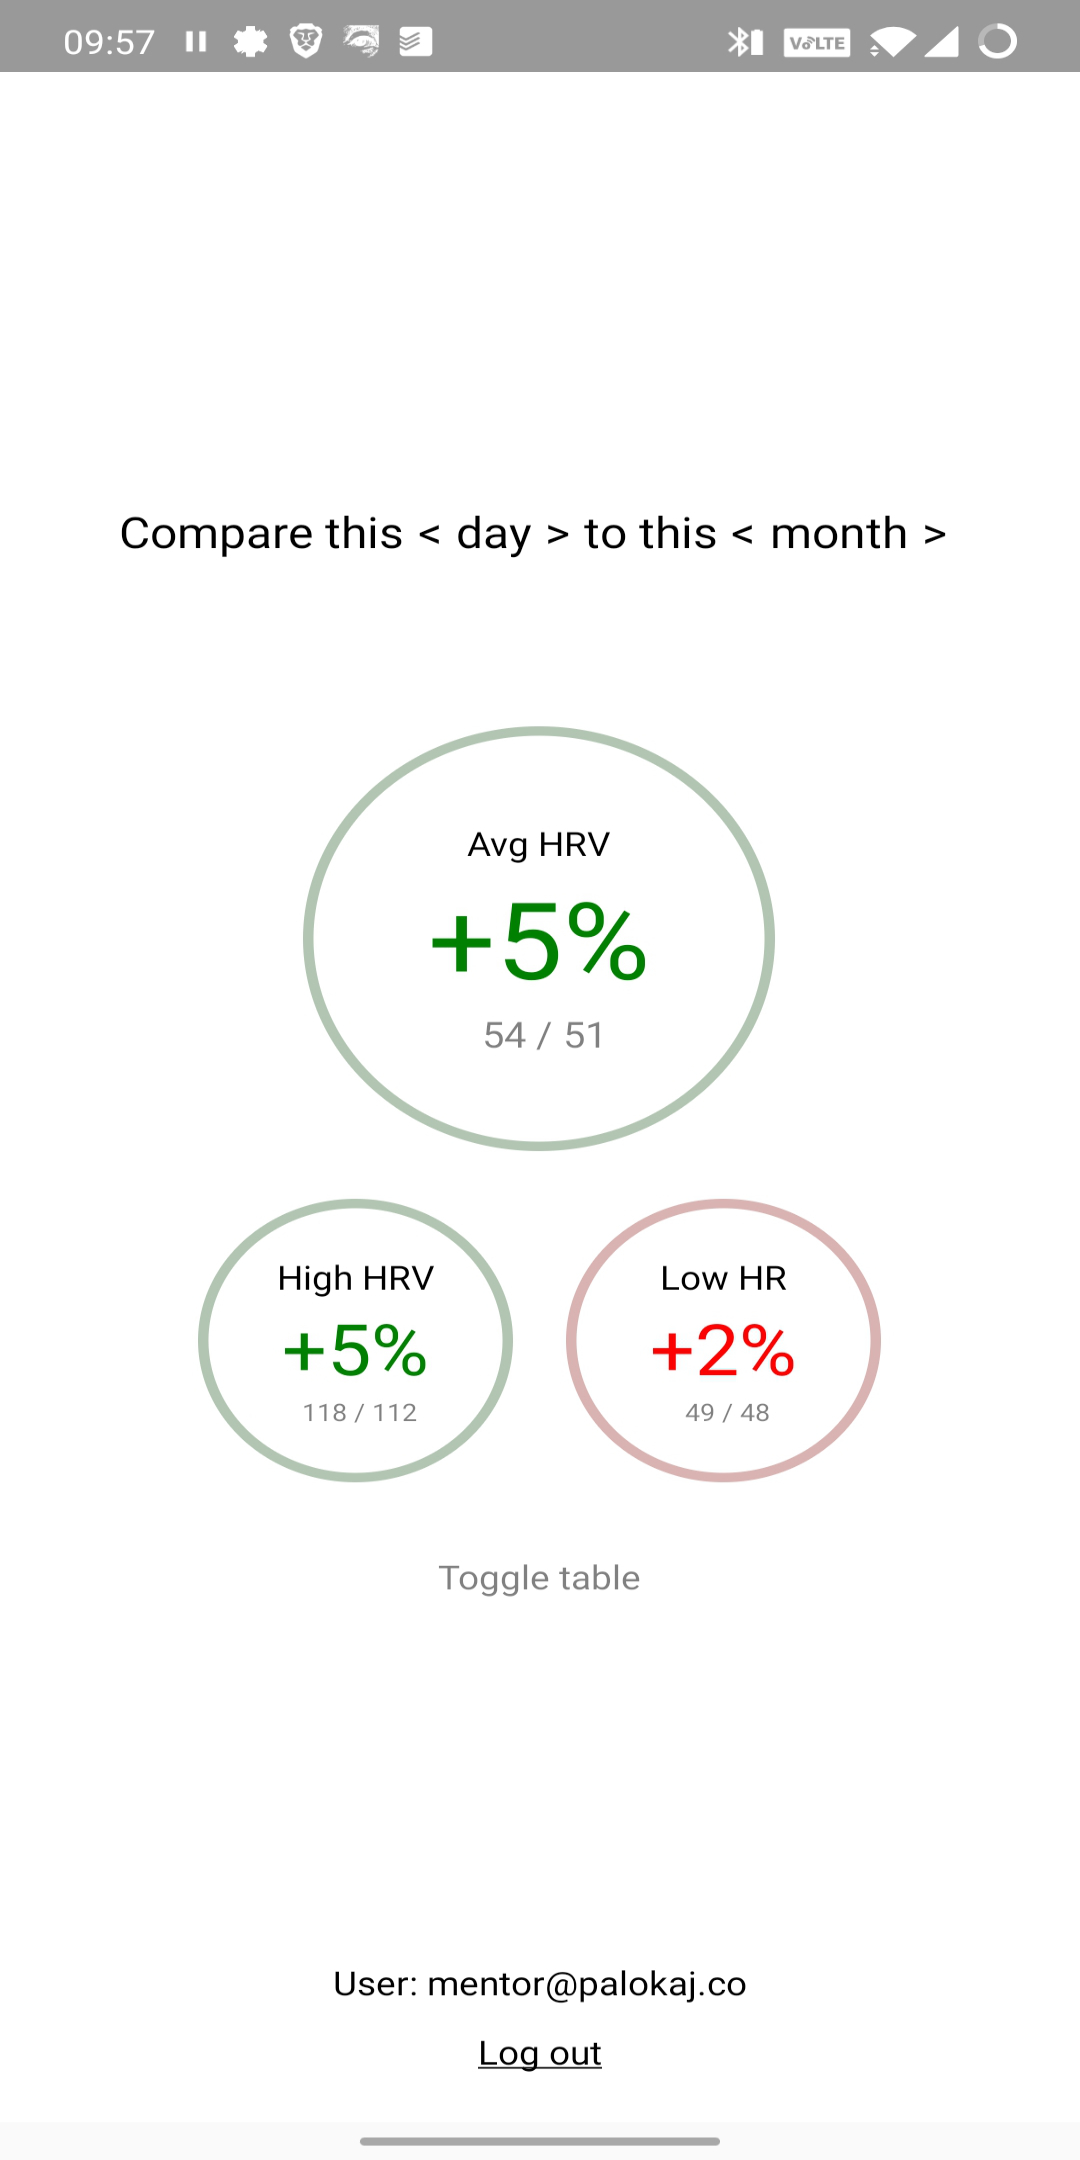 09:57 VoLTE
Compare this < day > to this < month >
Avg HRV
+5%
54 / 51
High HRV
+5%
118 / 112
Low HR
+2%
49 / 48
Toggle table
User: mentor@palokaj.co
Log out